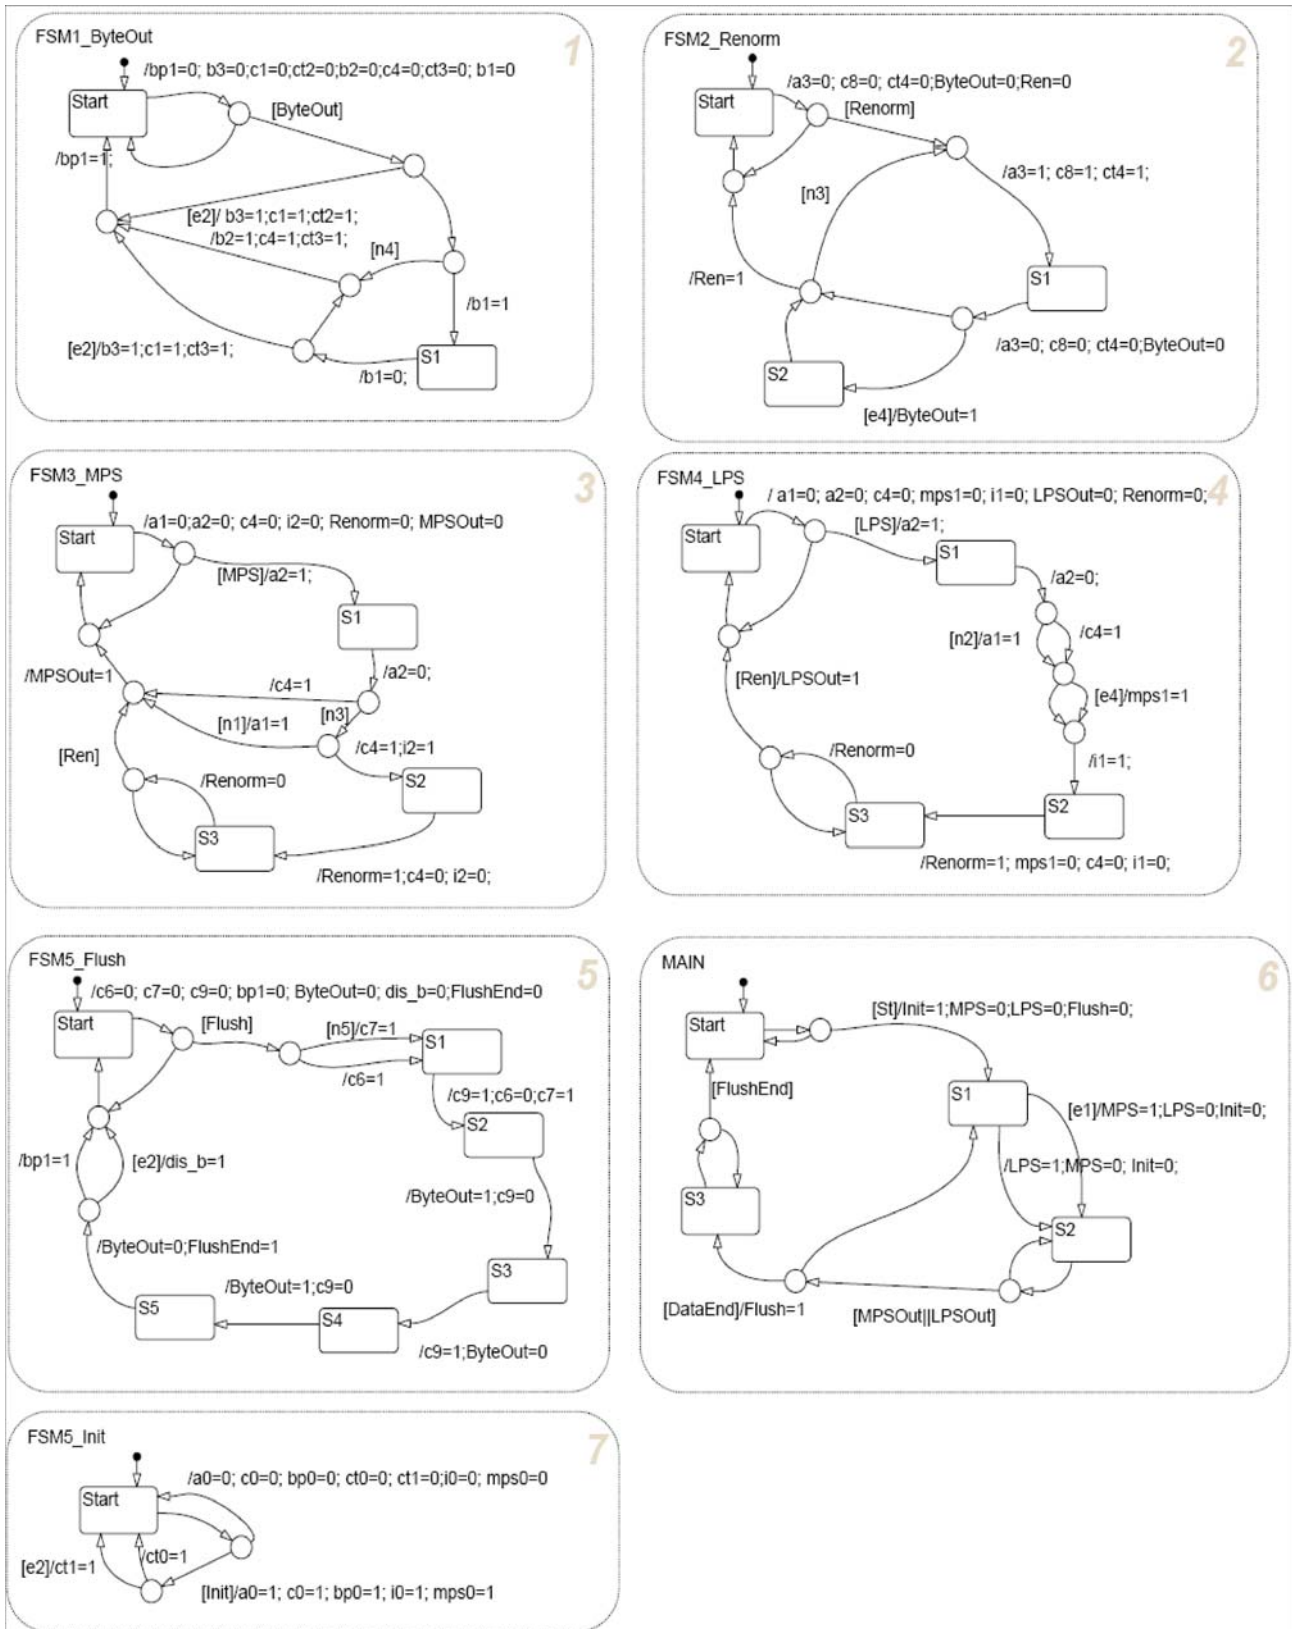 FSM1_ByteOut
1
/bp1=0; b3=0;c1=0;ct2=0;b2=0;c4=0;ct3=0; b1=0
Start
[ByteOut]
/bp1=1;
[e2]/ b3=1;c1=1;ct2=1;
/b2=1;c4=1;ct3=1;
[n4]
/b1=1
[e2]/b3=1;c1=1;ct3=1;
S1
/b1=0;
FSM2_Renorm
2
/a3=0; c8=0; ct4=0;ByteOut=0;Ren=0
Start
[Renorm]
/a3=1; c8=1; ct4=1;
[n3]
/Ren=1
S1
/a3=0; c8=0; ct4=0;ByteOut=0
S2
[e4]/ByteOut=1
FSM3_MPS
3
/a1=0;a2=0; c4=0; i2=0; Renorm=0; MPSOut=0
Start
[MPS]/a2=1;
S1
/a2=0;
/MPSOut=1
/c4=1
[n1]/a1=1
[n3]
/c4=1;i2=1
[Ren]
/Renorm=0
S2
S3
/Renorm=1;c4=0; i2=0;
FSM4_LPS
4
/ a1=0; a2=0; c4=0; mps1=0; i1=0; LPSOut=0; Renorm=0;
Start
[LPS]/a2=1;
S1
/a2=0;
[n2]/a1=1
/c4=1
[Ren]/LPSOut=1
[e4]/mps1=1
/Renorm=0
/i1=1;
S2
S3
/Renorm=1; mps1=0; c4=0; i1=0;
FSM5_Flush
5
/c6=0; c7=0; c9=0; bp1=0; ByteOut=0; dis_b=0;FlushEnd=0
Start
[Flush]
[n5]/c7=1
S1
/c6=1
/c9=1;c6=0;c7=1
S2
/bp1=1
[e2]/dis_b=1
/ByteOut=1;c9=0
/ByteOut=0;FlushEnd=1
S3
/ByteOut=1;c9=0
S5
S4
/c9=1;ByteOut=0
MAIN
6
[St]/Init=1;MPS=0;LPS=0;Flush=0;
Start
[FlushEnd]
S1
[e1]/MPS=1;LPS=0;Init=0;
/LPS=1;MPS=0; Init=0;
S3
S2
[DataEnd]/Flush=1
[MPSOut||LPSOut]
FSM5_Init
7
/a0=0; c0=0; bp0=0; ct0=0; ct1=0;i0=0; mps0=0
Start
[e2]/ct1=1
/ct0=1
[Init]/a0=1; c0=1; bp0=1; i0=1; mps0=1